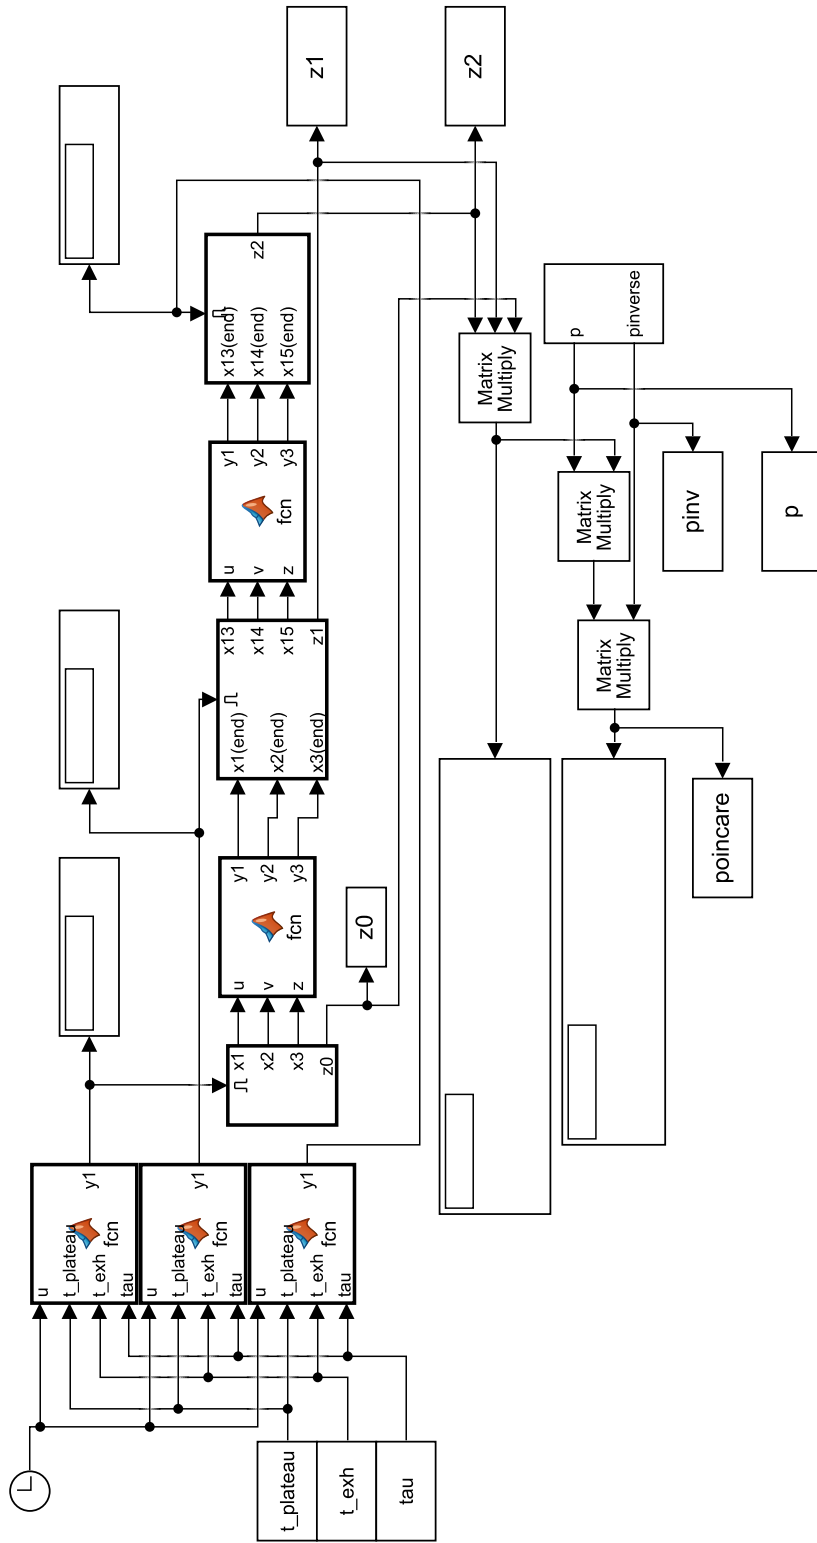 t_plateau
t_exh
tau
u
t_plateau
t_exh
tau
fcn
y1
u
t_plateau
t_exh
tau
fcn
y1
u
t_plateau
t_exh
tau
fcn
y1
x1
x2
x3
z0
z0
u
v
z
fcn
y1
y2
y3
x1(end)
x2(end)
x3(end)
x13
x14
x15
z1
u
v
z
fcn
y1
y2
y3
x13(end)
x14(end)
x15(end)
z2
z1
z2
Matrix
Multiply
p
pinverse
Matrix
Multiply
Matrix
Multiply
pinv
p
poincare